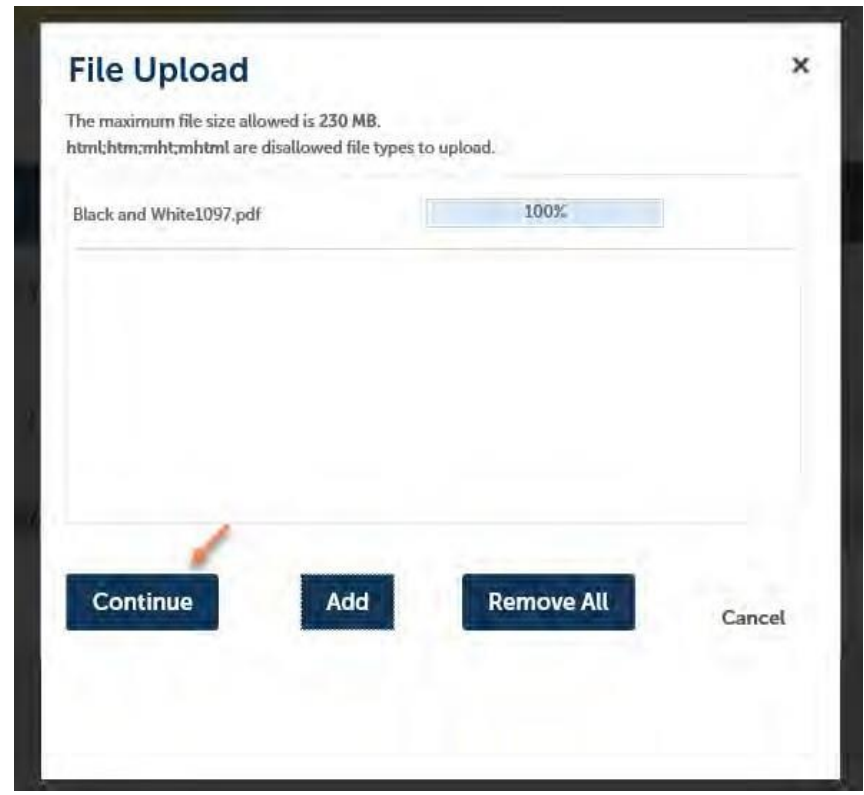 File Upload ×
The maximum file size allowed is 230 MB.
html;htm;mht;mhtml are disallowed file types to upload.
Black and White1097.pdf 100%
Continue Add Remove All Cancel